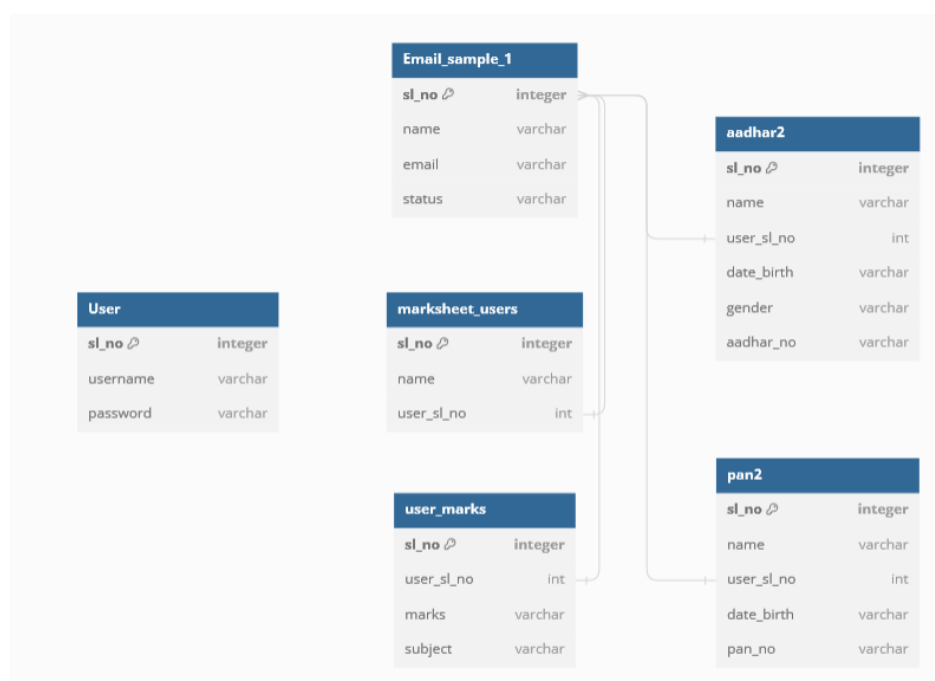 Email_sample_1
sl_no integer
name varchar
email varchar
status varchar
aadhar2
sl_no integer
name varchar
user_sl_no int
date_birth varchar
gender varchar
aadhar_no varchar
User
sl_no integer
username varchar
password varchar
marksheet_users
sl_no integer
name varchar
user_sl_no int
user_marks
sl_no integer
user_sl_no int
marks varchar
subject varchar
pan2
sl_no integer
name varchar
user_sl_no int
date_birth varchar
pan_no varchar